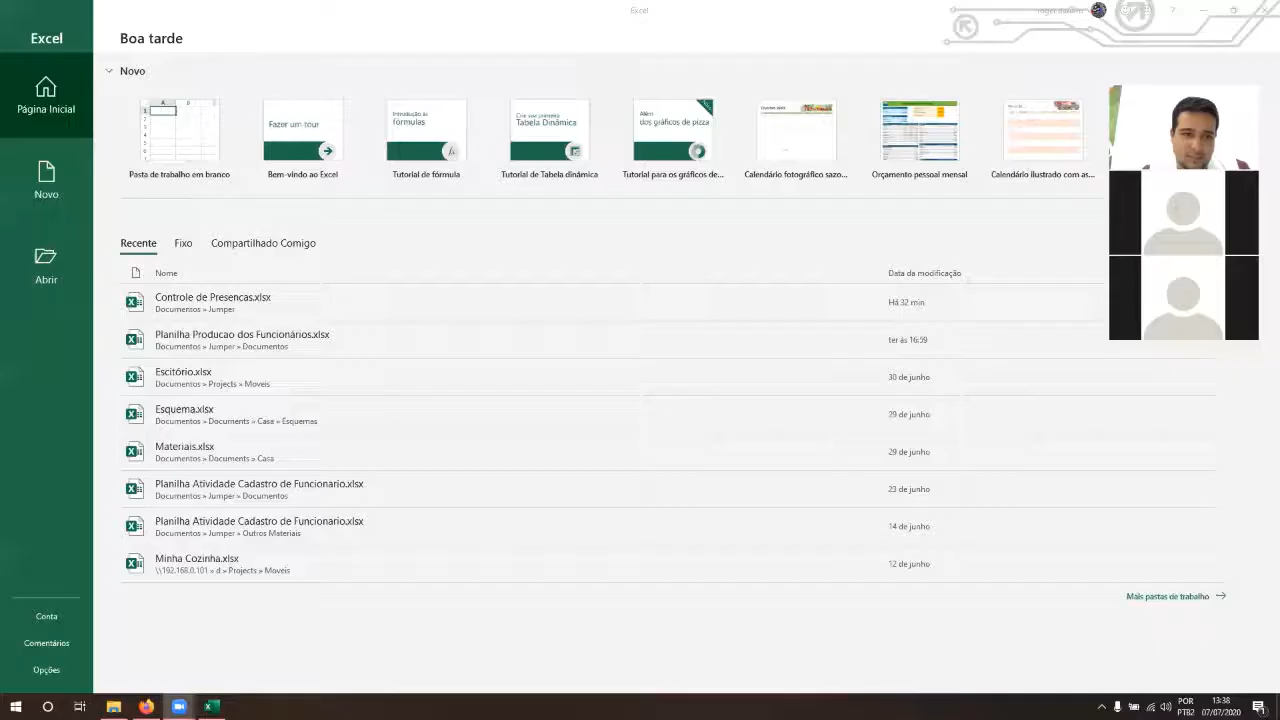 Excel
Excel
Boa tarde
Novo
Página Inicial
Novo
Abrir
Conta
Comentários
Opções
Fazer um tour
Introdução às
fórmulas
Crie sua primeira
Tabela Dinâmica
Além
dos gráficos de pizza
Pasta de trabalho em branco
Bem-vindo ao Excel
Tutorial de fórmula
Tutorial de Tabela dinâmica
Tutorial para os gráficos de...
Calendário fotográfico sazo...
Orçamento pessoal mensal
Calendário ilustrado com as...
Recente Fixo Compartilhado Comigo
Nome Data da modificação
Controle de Presencas.xlsx
Documentos » Jumper
Há 32 min
Planilha Producao dos Funcionários.xlsx
Documentos » Jumper » Documentos
ter às 16:59
Escitório.xlsx
Documentos » Projects » Moveis
30 de junho
Esquema.xlsx
Documentos » Documents » Casa » Esquemas
29 de junho
Materiais.xlsx
Documentos » Documents » Casa
29 de junho
Planilha Atividade Cadastro de Funcionario.xlsx
Documentos » Jumper » Documentos
23 de junho
Planilha Atividade Cadastro de Funcionario.xlsx
Documentos » Jumper » Outros Materiais
14 de junho
Minha Cozinha.xlsx
\\192.168.0.101 » d » Projects » Moveis
12 de junho
Mais pastas de trabalho
POR
PTB2
13:38
07/07/2020